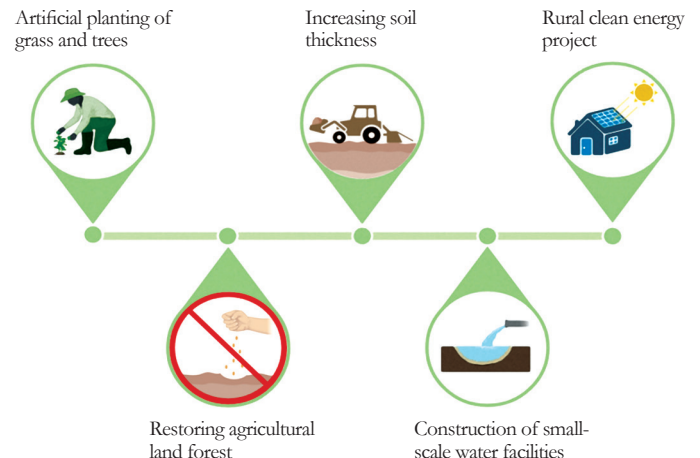 Artificial planting of
grass and trees
Increasing soil
thickness
Rural clean energy
project
Restoring agricultural
land forest
Construction of small-
scale water facilities